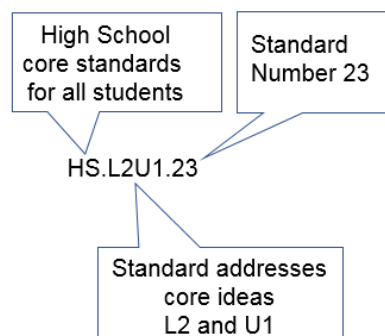 High School
core standards
for all students
Standard
Number 23
HS.L2U1.23
Standard addresses
core ideas
L2 and U1